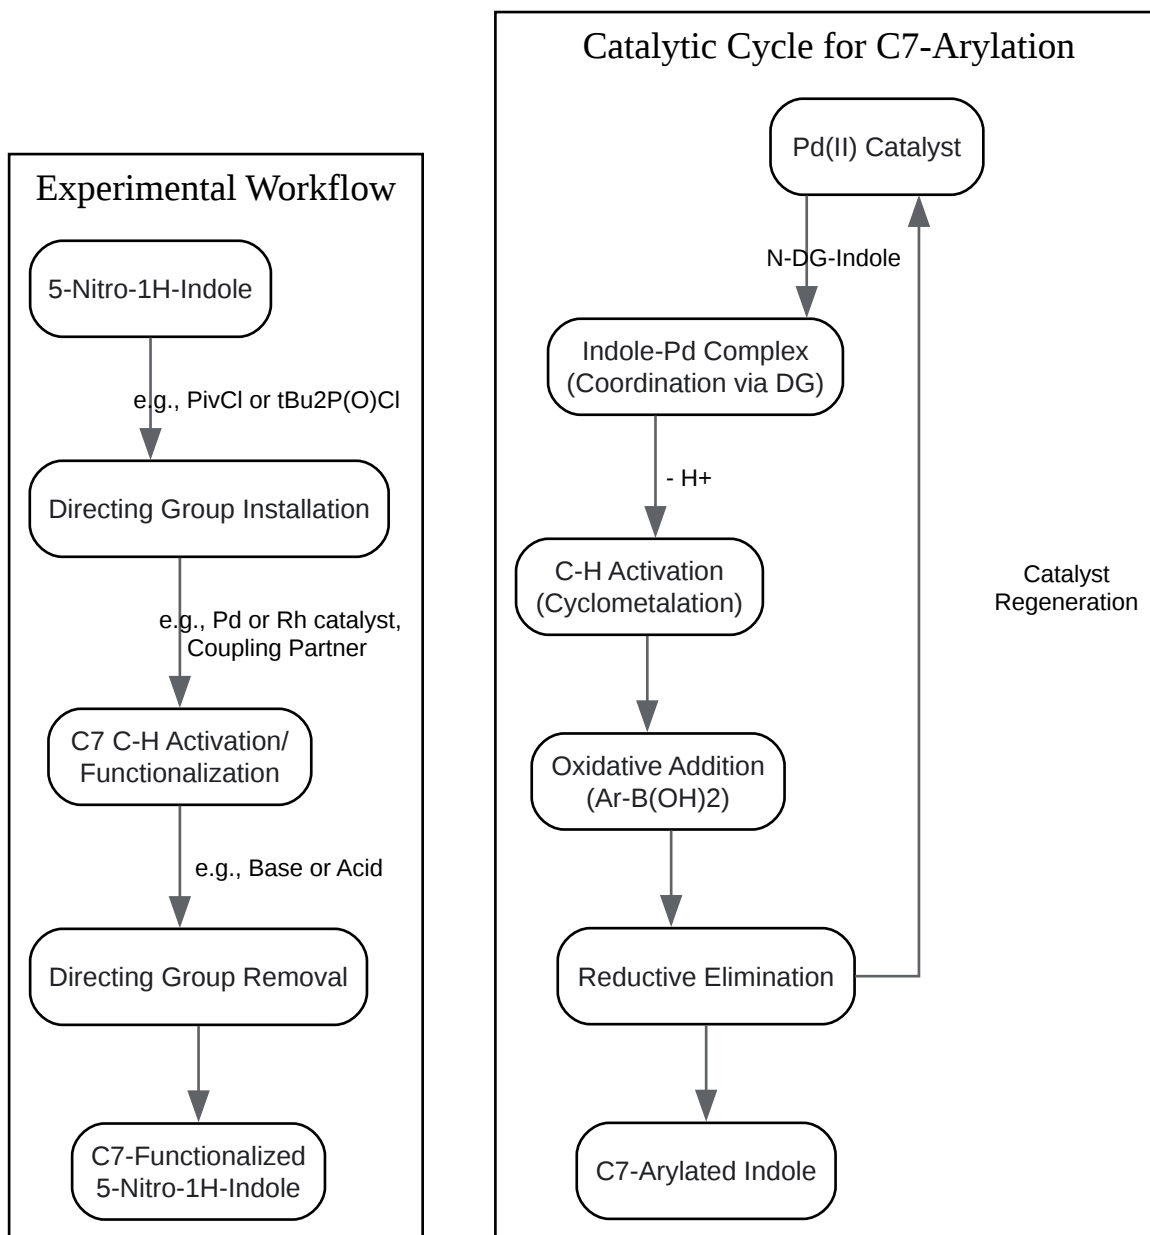 Experimental Workflow
5-Nitro-1H-Indole
e.g., PivCl or tBu2P(O)Cl
Directing Group Installation
e.g., Pd or Rh catalyst,
Coupling Partner
C7 C-H Activation/
Functionalization
e.g., Base or Acid
Directing Group Removal
C7-Functionalized
5-Nitro-1H-Indole
Catalytic Cycle for C7-Arylation
Pd(II) Catalyst
N-DG-Indole
Indole-Pd Complex
(Coordination via DG)
- H+
C-H Activation
(Cyclometalation)
Catalyst
Regeneration
Oxidative Addition
(Ar-B(OH)2)
Reductive Elimination
C7-Arylated Indole